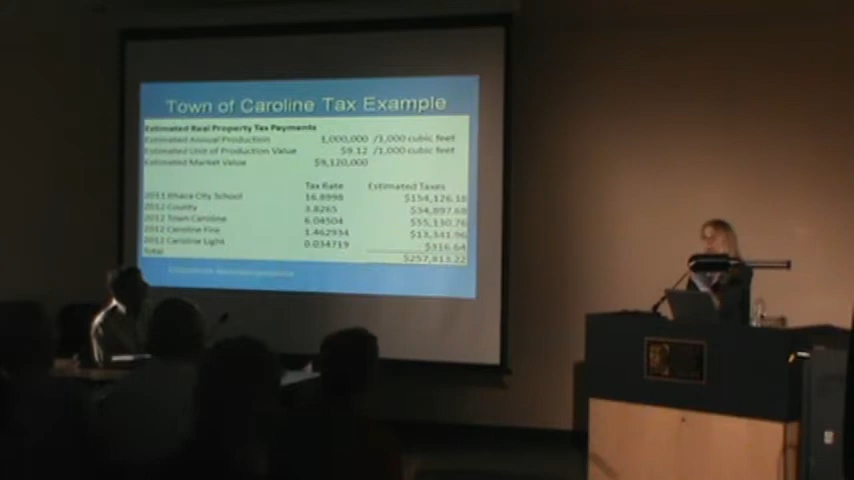 Town of Caroline Tax Example
Estimated Real Property Tax Payments
Estimated Annual Production 1,000,000 /1,000 cubic feet
Estimated Unit of Production Value $9.12 /1,000 cubic feet
Estimated Market Value $9,120,000
Tax Rate Estimated Taxes
2011 Ithaca City School 16.8998 $154,126.18
2012 County 3.8265 $34,897.68
2012 Town Caroline 6.04504 $55,130.76
2012 Caroline Fire 1.462934 $13,341.96
2012 Caroline Light 0.034719 $316.64
Total $257,813.22